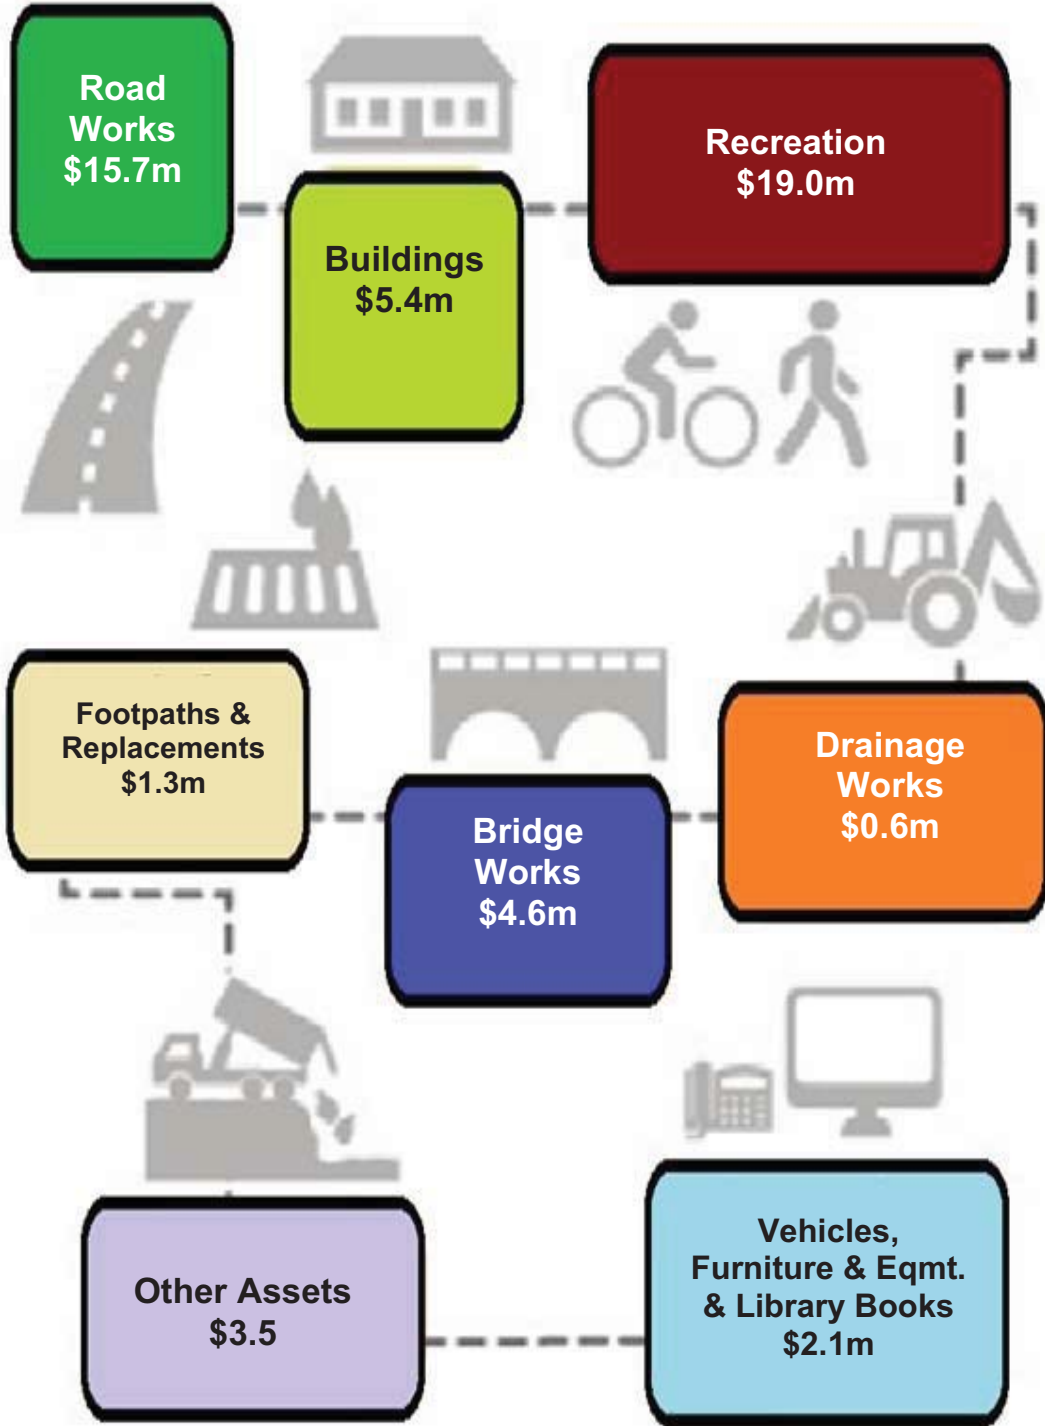 Road
Works
$15.7m
Buildings
$5.4m
Recreation
$19.0m
Footpaths &
Replacements
$1.3m
Bridge
Works
$4.6m
Drainage
Works
$0.6m
Other Assets
$3.5
Vehicles,
Furniture & Eqmt.
& Library Books
$2.1m